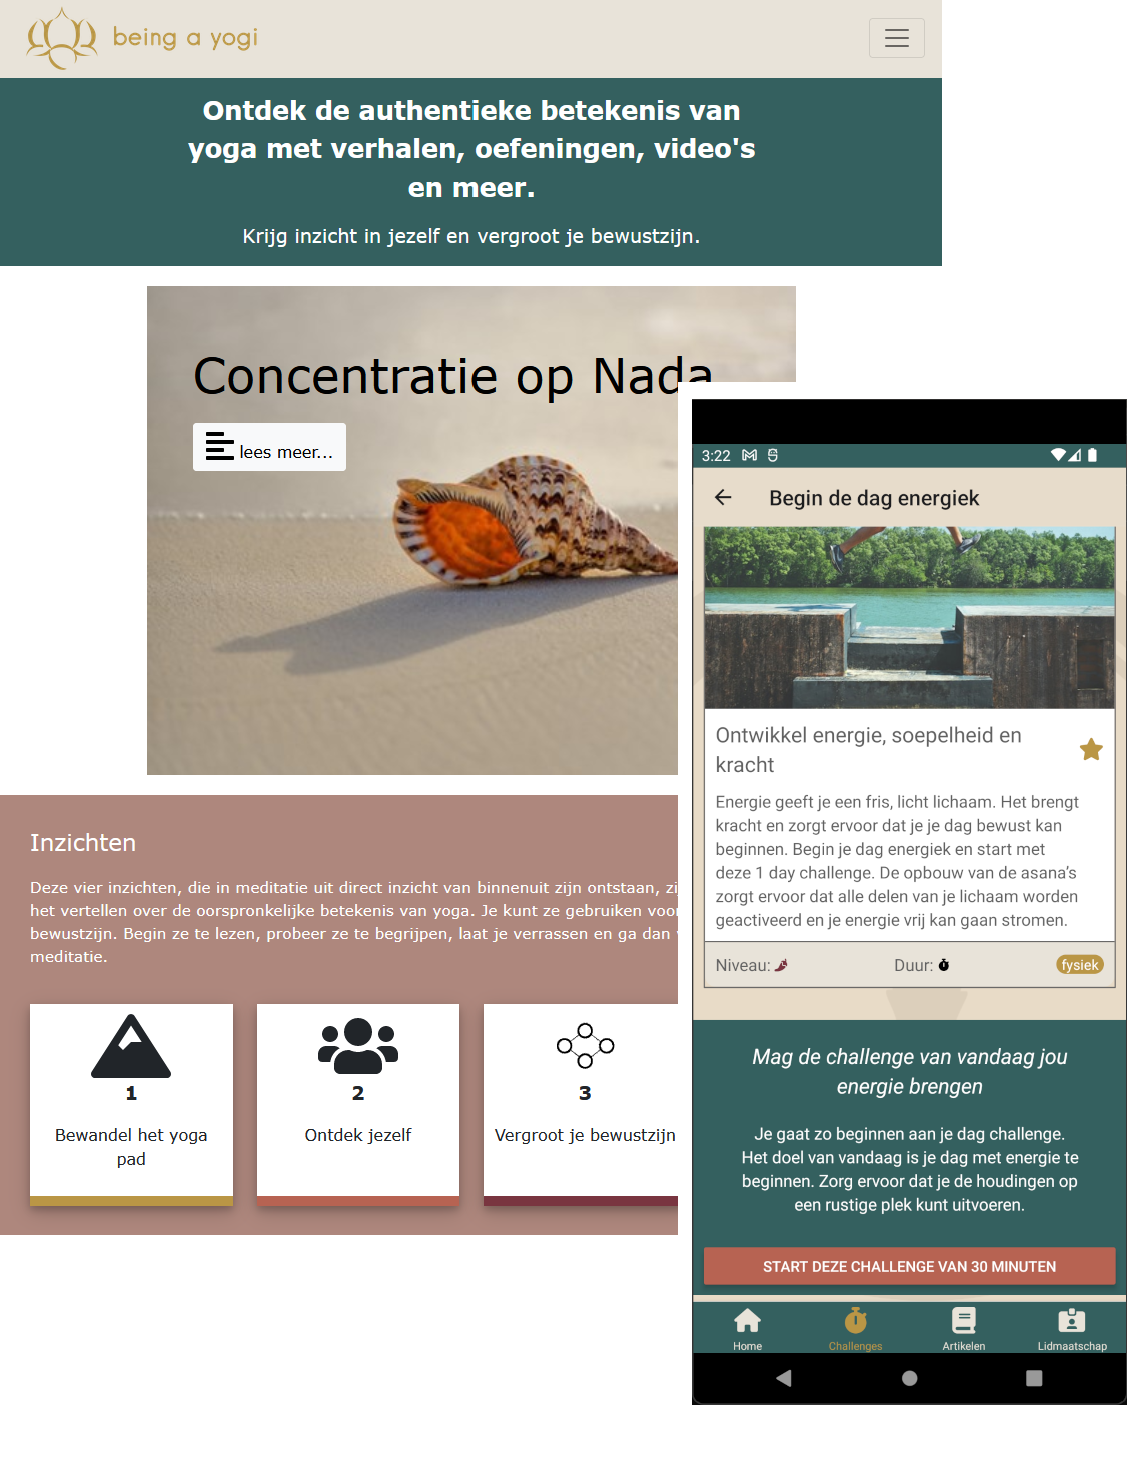 being a yogi
Ontdek de authentieke betekenis van
yoga met verhalen, oefeningen, video's
en meer.
Krijg inzicht in jezelf en vergroot je bewustzijn.
Concentratie op Nada
lees meer...
Inzichten
Deze vier inzichten, die in meditatie uit direct inzicht van binnenuit zijn ontstaan,
het vertellen over de oorspronkelijke betekenis van yoga. Je kunt ze gebruiken voor
bewustzijn. Begin ze te lezen, probeer ze te begrijpen, laat je verrassen en ga dan
meditatie.
1
Bewandel het yoga
pad
2
Ontdek jezelf
3
Vergroot je bewustzijn
3:22
Begin de dag energiek
Ontwikkel energie, soepelheid en
kracht
Energie geeft je een fris, licht lichaam. Het brengt
kracht en zorgt ervoor dat je je dag bewust kan
beginnen. Begin je dag energiek en start met
deze 1 day challenge. De opbouw van de asana's
zorgt ervoor dat alle delen van je lichaam worden
geactiveerd en je energie vrij kan gaan stromen.
Niveau: Duur: fysiek
Mag de challenge van vandaag jou
energie brengen
Je gaat zo beginnen aan je dag challenge.
Het doel van vandaag is je dag met energie te
beginnen. Zorg ervoor dat je de houdingen op
een rustige plek kunt uitvoeren.
START DEZE CHALLENGE VAN 30 MINUTEN
Home Challenges Artikelen Lidmaatschap